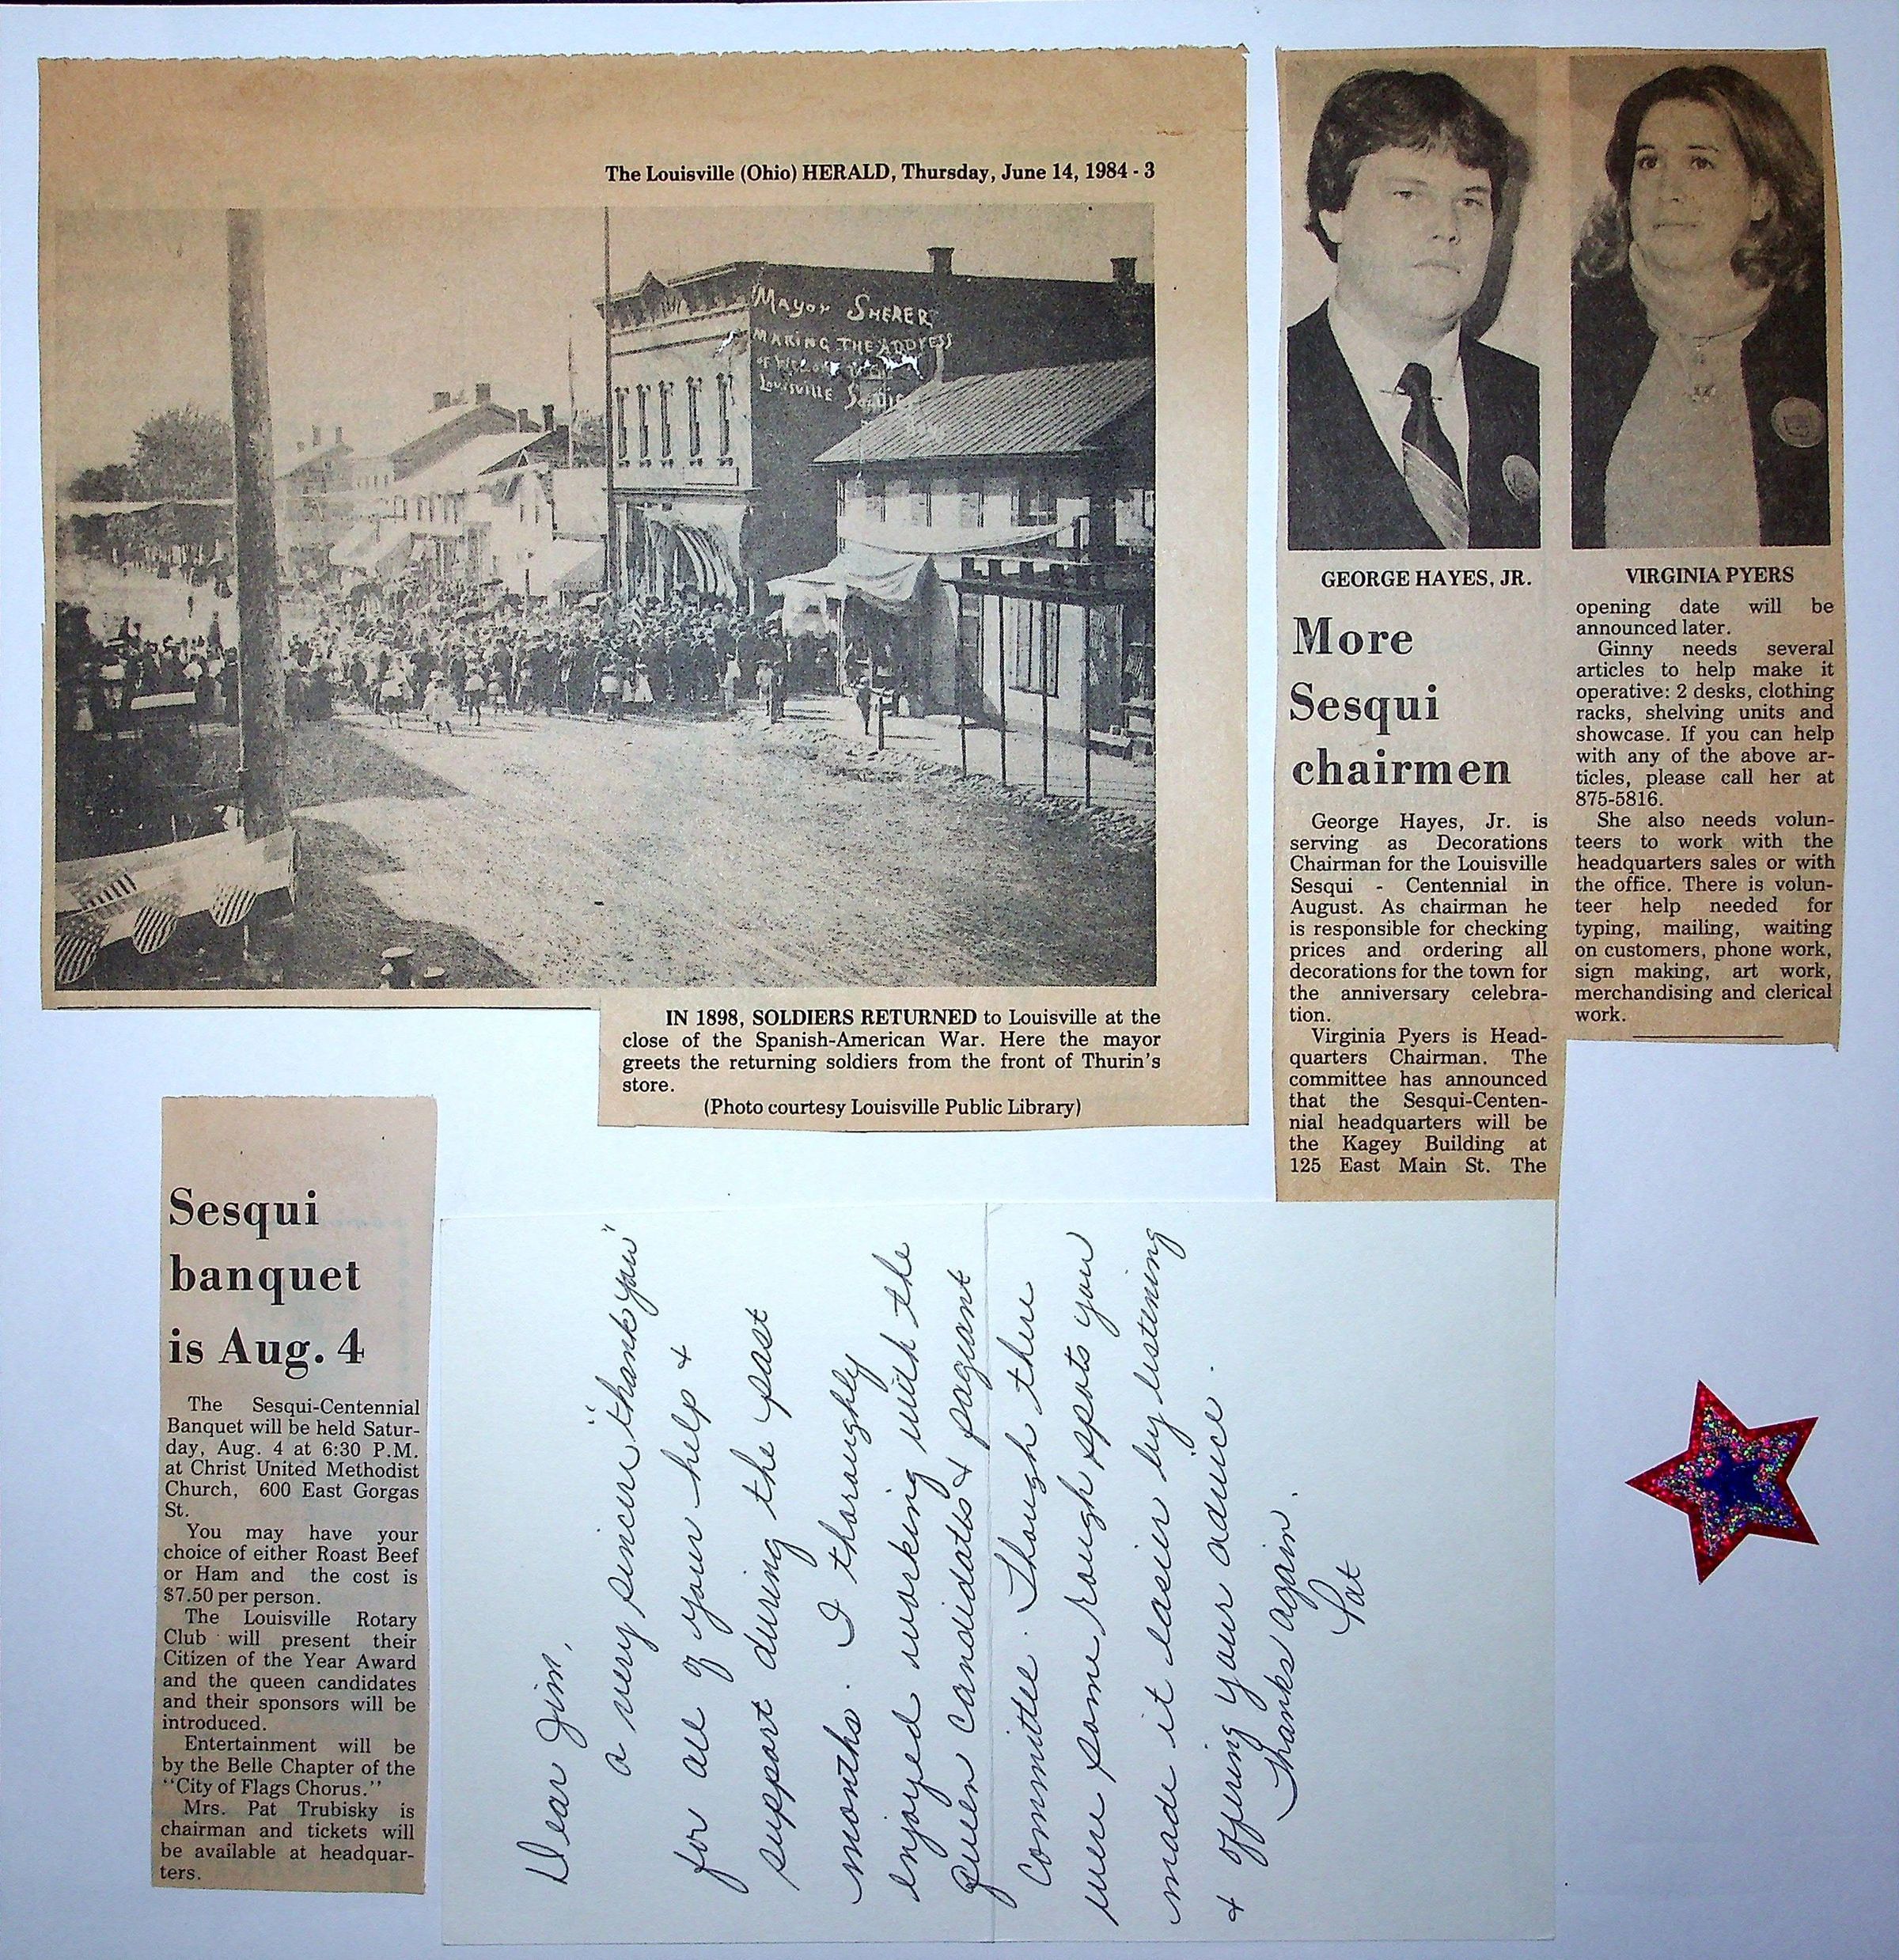 The Louisville (Ohio) HERALD, Thursday, June 14, 1984 - 3
MAYOR SHERER
MAKING THE ADDRESS
OF
LOUISVILLE
IN 1898, SOLDIERS RETURNED to Louisville at the
close of the Spanish-American War. Here the mayor
greets the returning soldiers from the front of Thurin's
store.
(Photo courtesy Louisville Public Library)
GEORGE HAYES, JR.
More
Sesqui
chairmen
George Hayes, Jr. is
serving as Decorations
Chairman for the Louisville
Sesqui - Centennial in
August. As chairman he
is responsible for checking
prices and ordering all
decorations for the town for
the anniversary celebra-
tion.
Virginia Pyers is Head-
quarters Chairman. The
committee has announced
that the Sesqui-Centen-
nial headquarters will be
the Kagey Building at
125 East Main St. The
VIRGINIA PYERS
opening date will be
announced later.
Ginny needs several
articles to help make it
operative: 2 desks, clothing
racks, shelving units and
showcase. If you can help
with any of the above ar-
ticles, please call her at
875-5816.
She also needs volun-
teers to work with the
headquarters sales or with
the office. There is volun-
teer help needed for
typing, mailing, waiting
on customers, phone work,
sign making, art work,
merchandising and clerical
work.
Sesqui
banquet
is Aug. 4
The Sesqui-Centennial
Banquet will be held Satur-
day, Aug. 4 at 6:30 P.M.
at Christ United Methodist
Church, 600 East Gorgas
St.
You may have your
choice of either Roast Beef
or Ham and the cost is
$7.50 per person.
The Louisville Rotary
Club will present their
Citizen of the Year Award
and the queen candidates
and their sponsors will be
introduced.
Entertainment will be
by the Belle Chapter of the
"City of Flags Chorus."
Mrs. Pat Trubisky is
chairman and tickets will
be available at headquar-
ters.
Dear Jim,
a very sincere "thank you"
for all of your help &
support during the past
months. I thoroughly
enjoyed working with the
Queen Candidates & pageant
Committee. Though there
were some rough spots you
made it easier by listening
& offering your advice.
Thanks again.
Pat